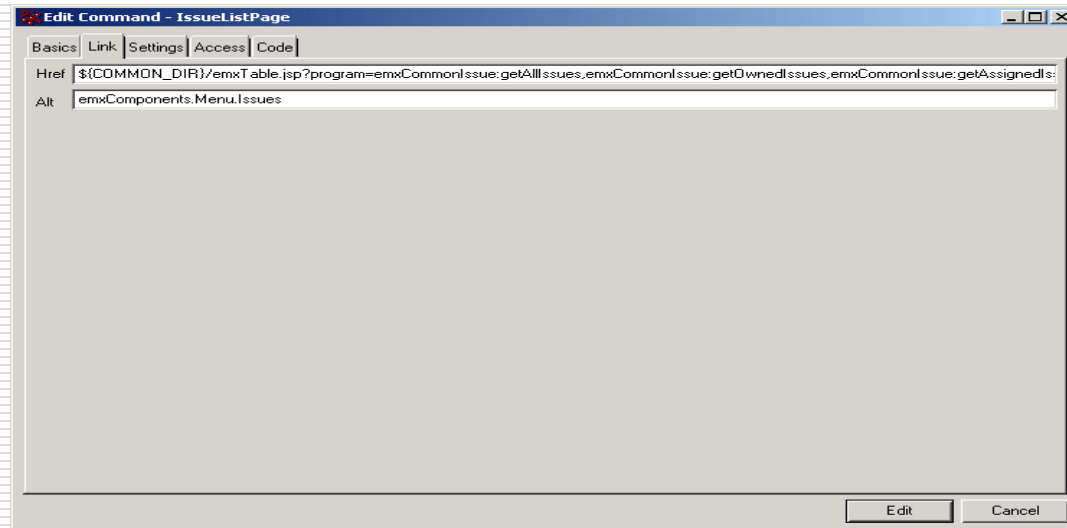 Edit Command - IssueListPage
Basics Link Settings Access Code
Href ${COMMON_DIR}/emxTable.jsp?program=emxCommonIssue:getAllIssues,emxCommonIssue:getOwnedIssues,emxCommonIssue:getAssignedIs
Alt emxComponents.Menu.Issues
Edit Cancel